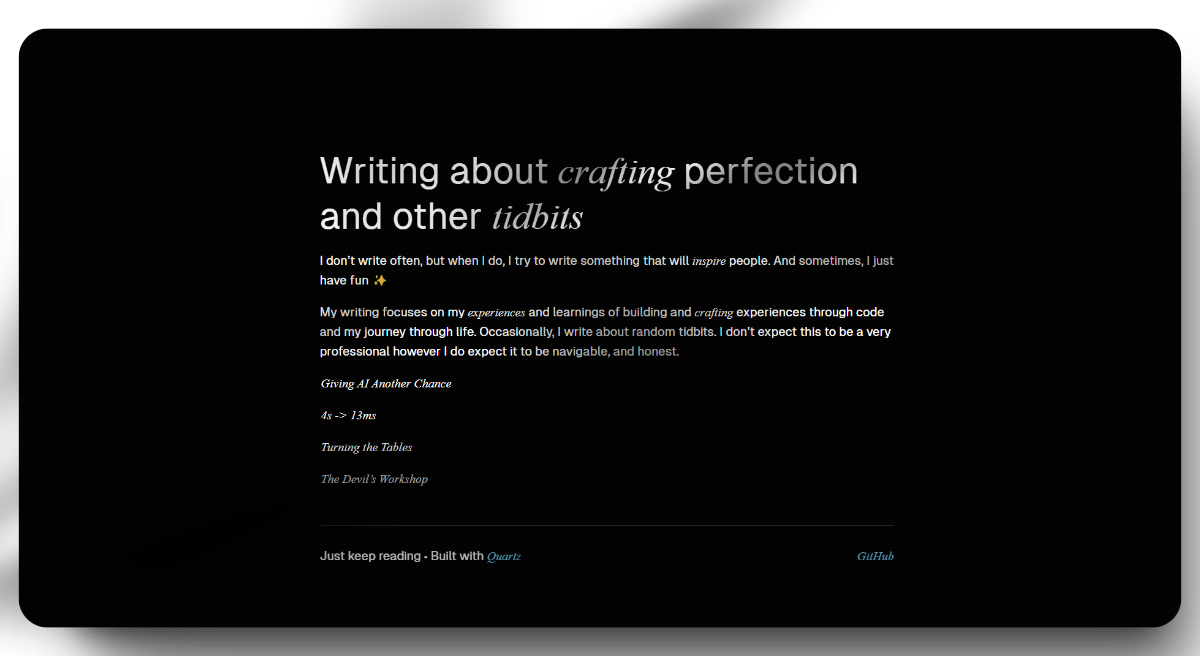 Writing about crafting perfection
and other tidbits
I don’t write often, but when I do, I try to write something that will inspire people. And sometimes, I just
have fun ✨
My writing focuses on my experiences and learnings of building and crafting experiences through code
and my journey through life. Occasionally, I write about random tidbits. I don’t expect this to be a very
professional however I do expect it to be navigable, and honest.
Giving AI Another Chance
4s -> 13ms
Turning the Tables
The Devil’s Workshop
Just keep reading • Built with Quartz
GitHub